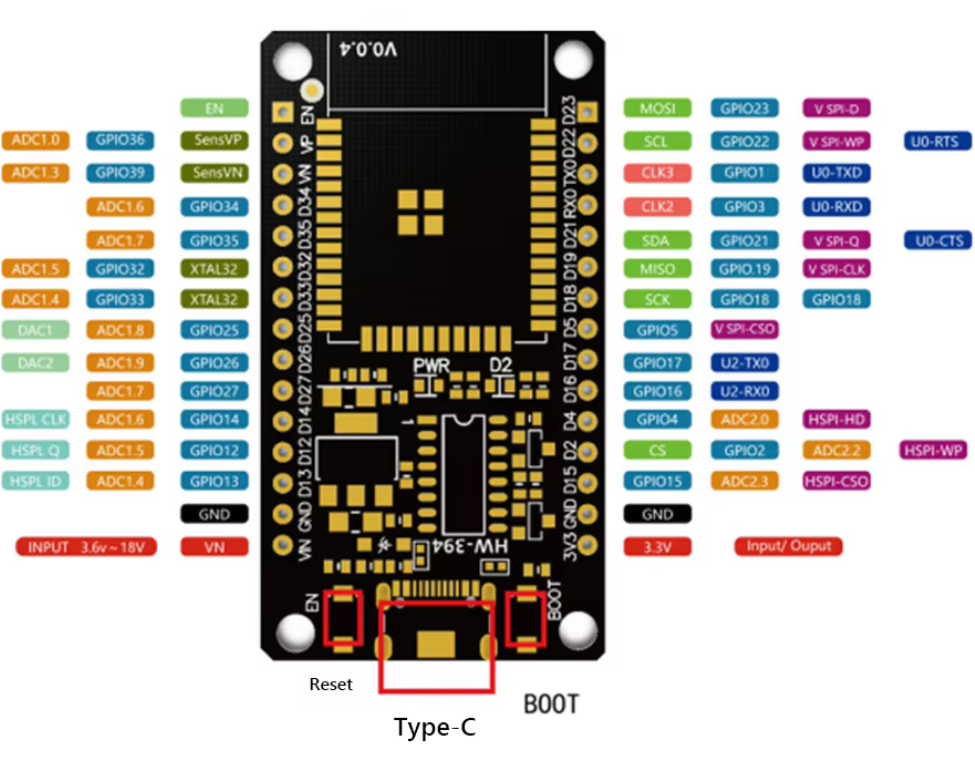 V0.0.4
EN EN D23 MOSI GPIO23 V SPI-D
ADC1.0 GPIO36 SensVP VP D22 SCL GPIO22 V SPI-WP U0-RTS
ADC1.3 GPIO39 SensVN VN TX0 CLK3 GPIO1 U0-TXD
ADC1.6 GPIO34 D34 RX0 CLK2 GPIO3 U0-RXD
ADC1.7 GPIO35 D35 D21 SDA GPIO21 V SPI-Q U0-CTS
ADC1.5 GPIO32 XTAL32 D32 D19 MISO GPIO.19 V SPI-CLK
ADC1.4 GPIO33 XTAL32 D33 D18 SCK GPIO18 GPIO18
DAC1 ADC1.8 GPIO25 D25 D5 GPIO5 V SPI-CSO
DAC2 ADC1.9 GPIO26 D26 PWR D2 D17 GPIO17 U2-TX0
ADC1.7 GPIO27 D27 D16 GPIO16 U2-RX0
HSPL CLK ADC1.6 GPIO14 D14 1 D4 GPIO4 ADC2.0 HSPI-HD
HSPL Q ADC1.5 GPIO12 D12 D2 CS GPIO2 ADC2.2 HSPI-WP
HSPL ID ADC1.4 GPIO13 D13 D15 GPIO15 ADC2.3 HSPI-CSO
GND GND GND GND
INPUT 3.6v~18V VN VIN HW-394 3V3 3.3V Input/ Ouput
EN BOOT
Reset
BOOT
Type-C